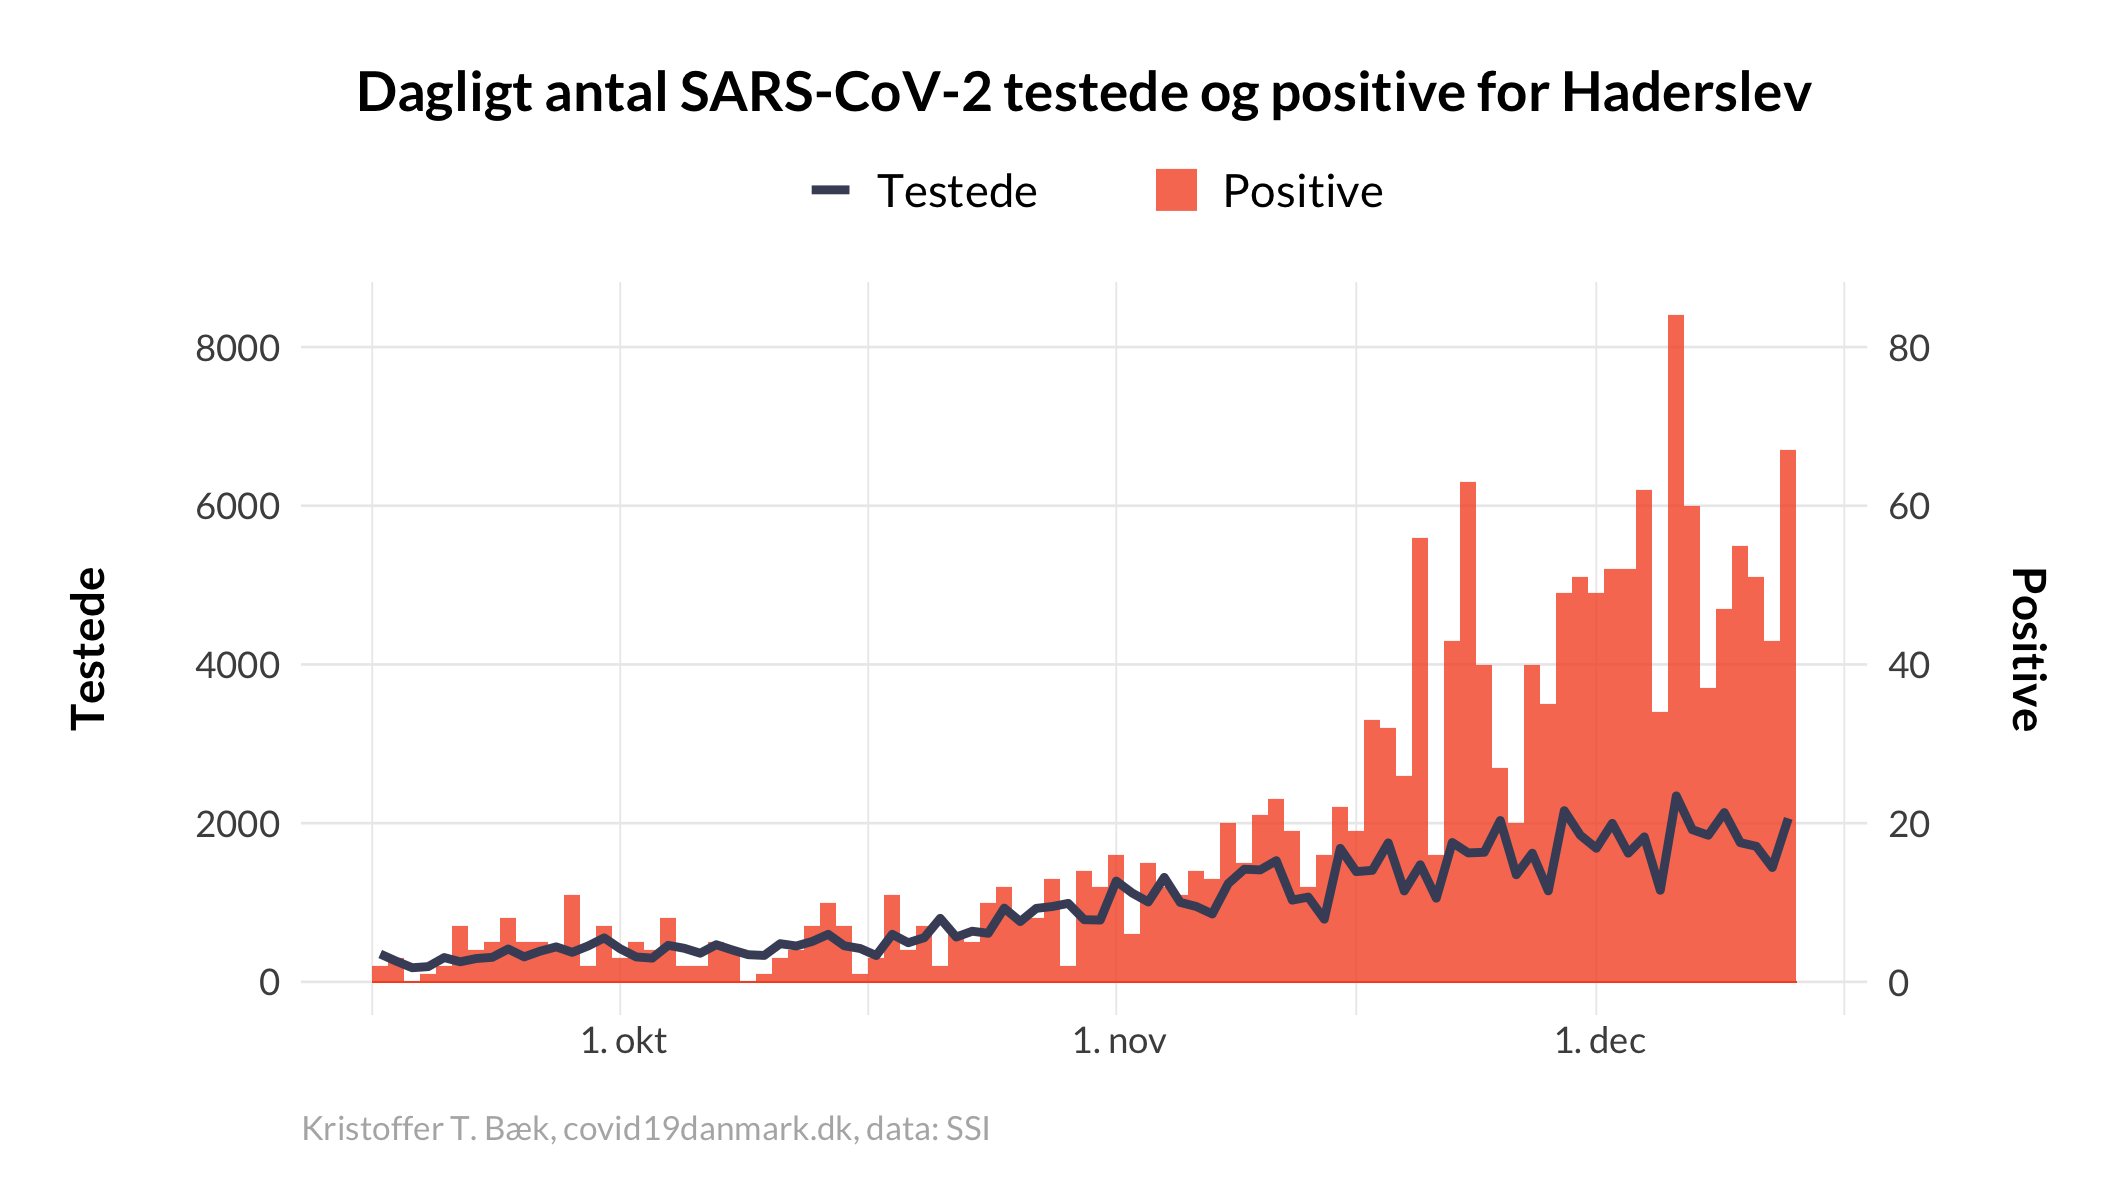 Dagligt antal SARS-CoV-2 testede og positive for Haderslev
Testede
Positive
8000
6000
4000
2000
0
80
60
40
20
0
Testede
Positive
1. okt
1. nov
1. dec
Kristoffer T. Bæk, covid19danmark.dk, data: SSI